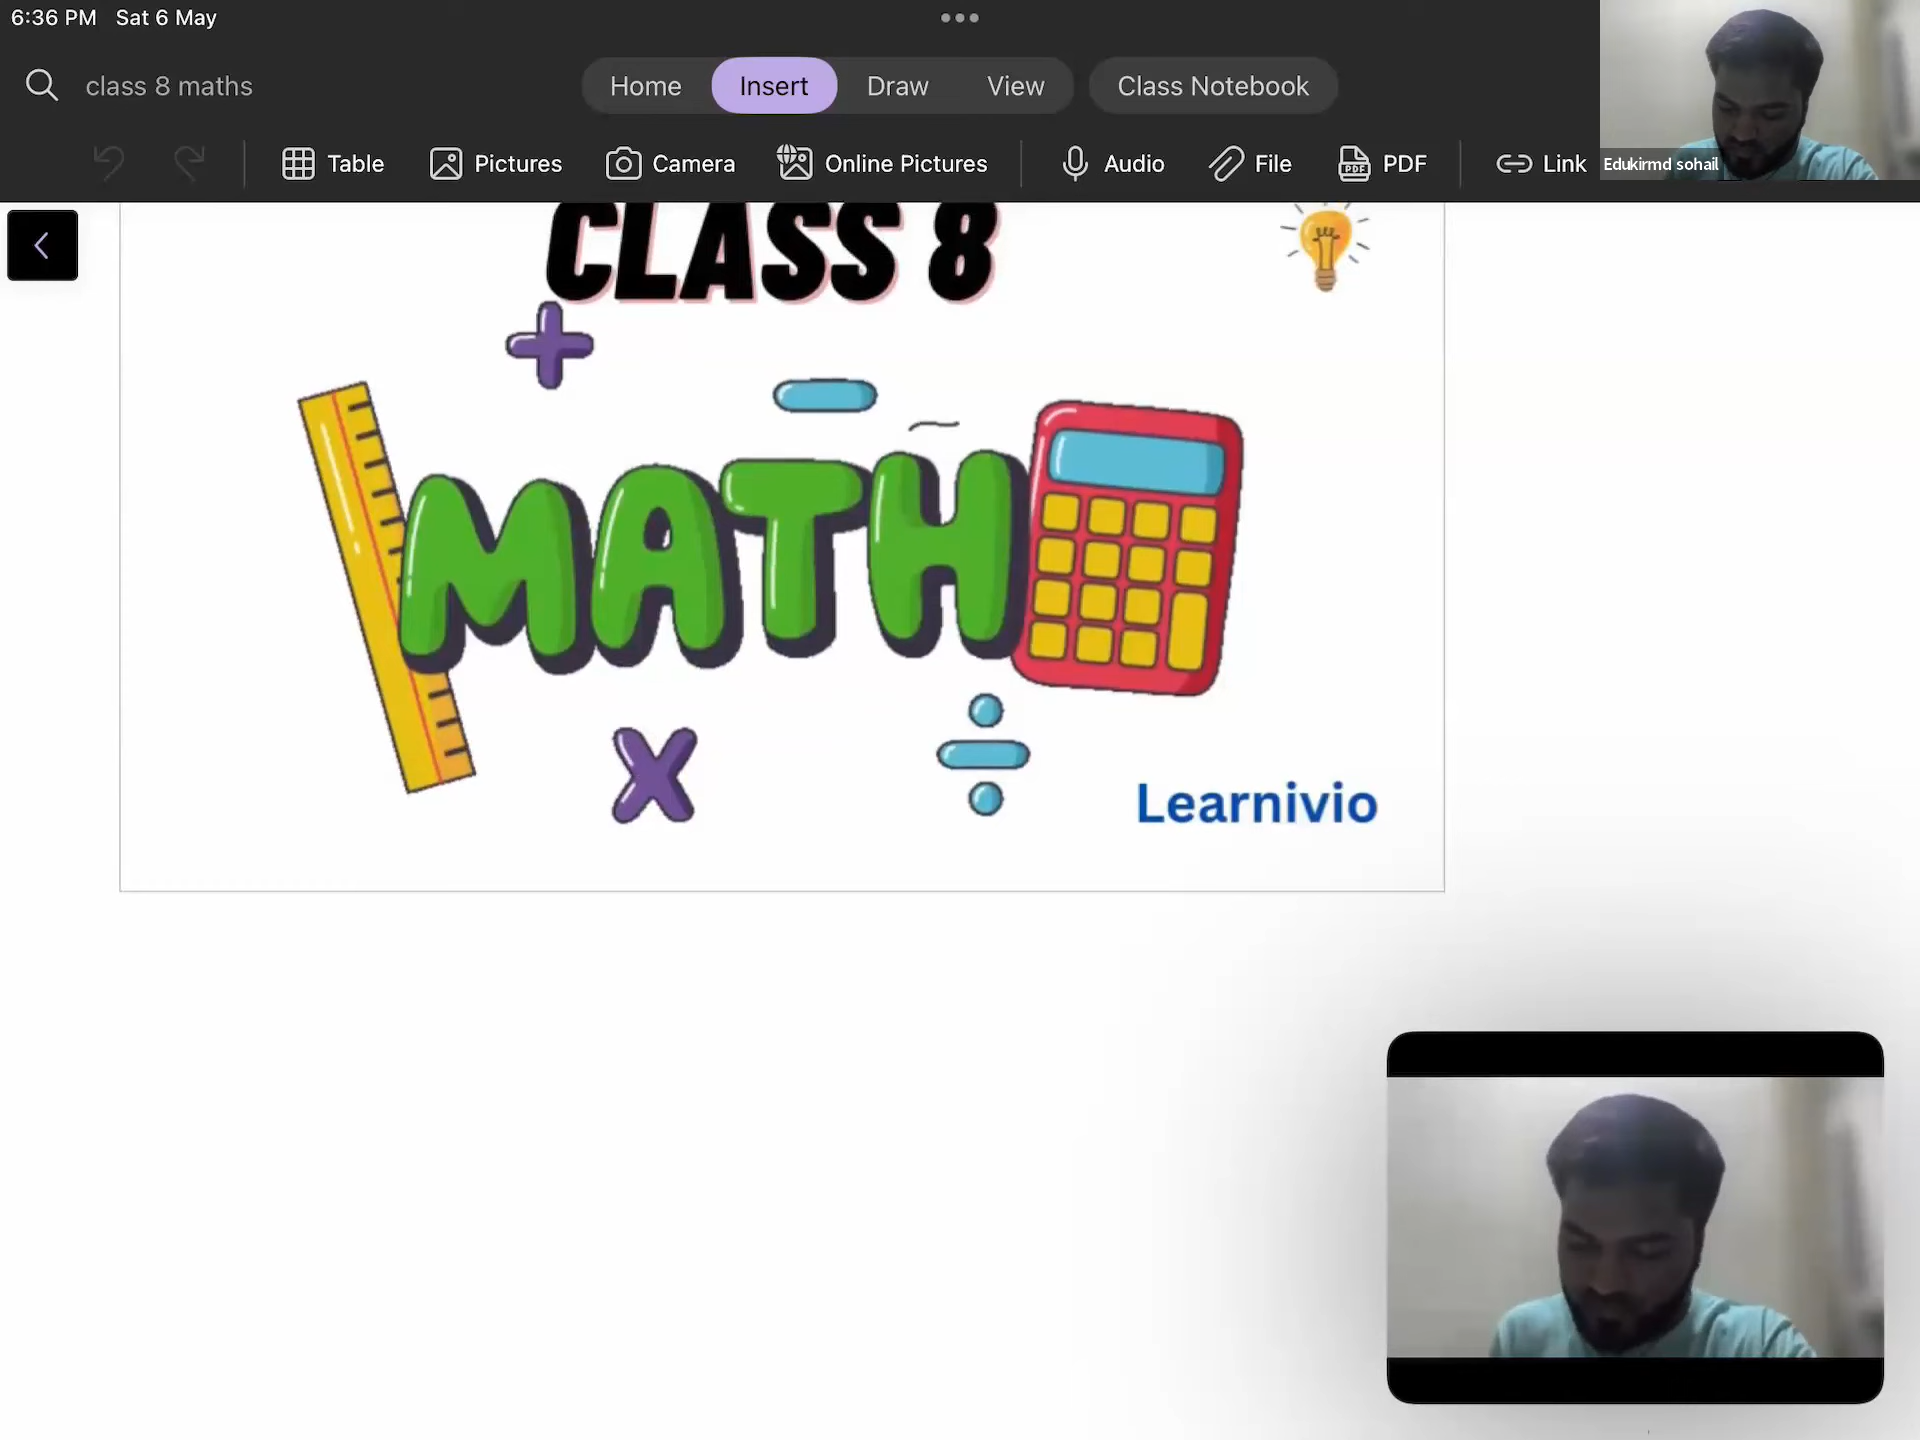 6:36 PM Sat 6 May
class 8 maths
Home Insert Draw View Class Notebook
Table Pictures Camera Online Pictures Audio File PDF Link
Edukirmd sohail
CLASS 8
MATH
Learnivio